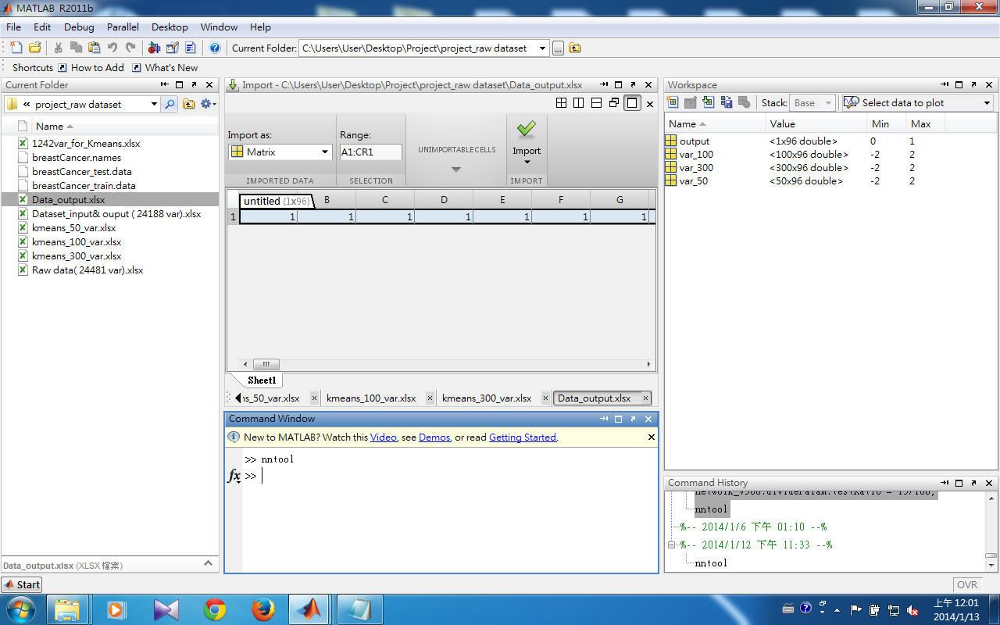 MATLAB R2011b
File Edit Debug Parallel Desktop Window Help
Current Folder: C:\Users\User\Desktop\Project\project_raw dataset ...
Shortcuts How to Add What's New
Current Folder
« project_raw dataset
Name
1242var_for_Kmeans.xlsx
breastCancer.names
breastCancer_test.data
breastCancer_train.data
Data_output.xlsx
Dataset_input& ouput ( 24188 var).xlsx
kmeans_50_var.xlsx
kmeans_100_var.xlsx
kmeans_300_var.xlsx
Raw data( 24481 var).xlsx
Data_output.xlsx (XLSX 檔案)
Import - C:\Users\User\Desktop\Project\project_raw dataset\Data_output.xlsx
Import as:
Matrix
IMPORTED DATA
Range:
A1:CR1
SELECTION
UNIMPORTABLE CELLS
Import
IMPORT
untitled (1x96) B C D E F G
1 1 1 1 1 1 1 1
Sheet1
ns_50_var.xlsx kmeans_100_var.xlsx kmeans_300_var.xlsx Data_output.xlsx
Command Window
New to MATLAB? Watch this Video, see Demos, or read Getting Started.
>> nntool
fx >>
Workspace
Stack: Base Select data to plot
Name Value Min Max
output <1x96 double> 0 1
var_100 <100x96 double> -2 2
var_300 <300x96 double> -2 2
var_50 <50x96 double> -2 2
Command History
network_v300.divideParam.testRatio = 15/100;
nntool
%-- 2014/1/6 下午 01:10 --%
%-- 2014/1/12 下午 11:33 --%
nntool
Start
OVR
上午 12:01
2014/1/13